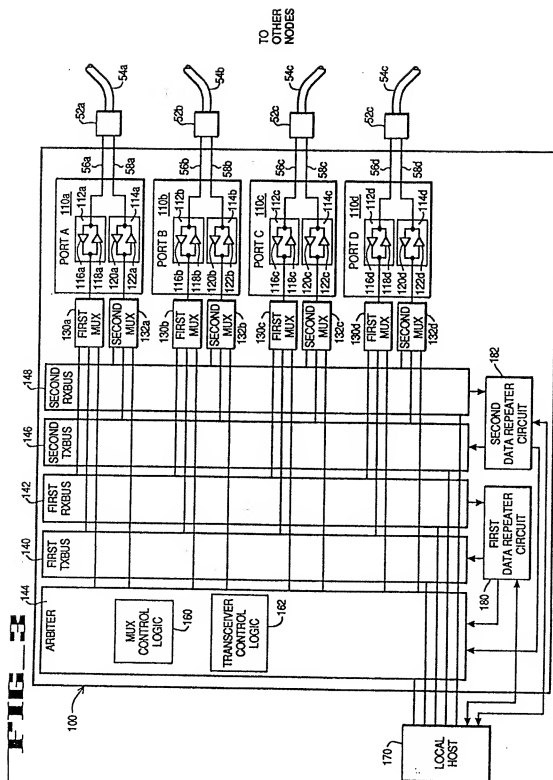 FIG_3
100
144
140
142
146
148
ARBITER
FIRST
TXBUS
FIRST
RXBUS
SECOND
TXBUS
SECOND
RXBUS
MUX
CONTROL
LOGIC
160
TRANSCEIVER
CONTROL
LOGIC
162
130a
FIRST
MUX
SECOND
MUX
132a
PORT A
110a
112a
116a
118a
114a
120a
122a
56a
58a
52a
54a
130b
FIRST
MUX
SECOND
MUX
132b
PORT B
110b
112b
116b
118b
114b
120b
122b
56b
58b
52b
54b
130c
FIRST
MUX
SECOND
MUX
132c
PORT C
110c
112c
116c
118c
114c
120c
122c
56c
58c
52c
54c
130d
FIRST
MUX
SECOND
MUX
132d
PORT D
110d
112d
116d
118d
114d
120d
122d
56d
58d
52c
54c
TO
OTHER
NODES
170
LOCAL
HOST
180
FIRST
DATA REPEATER
CIRCUIT
182
SECOND
DATA REPEATER
CIRCUIT